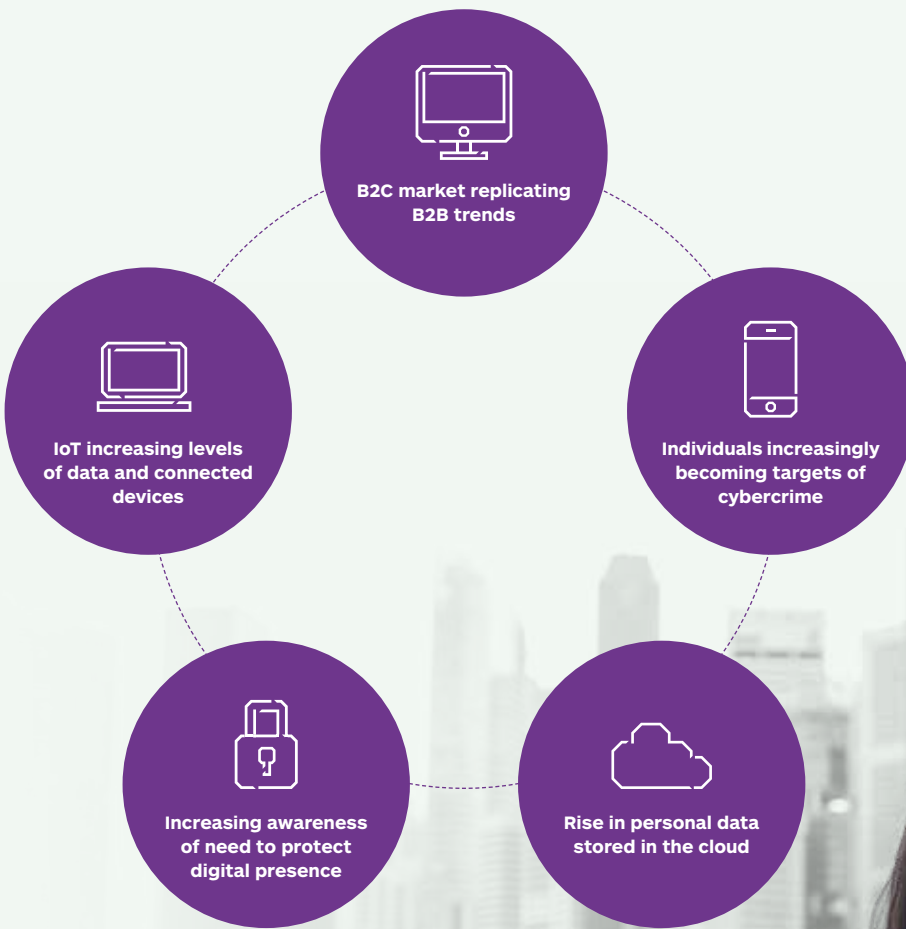 B2C market replicating
B2B trends
IoT increasing levels
of data and connected
devices
Individuals increasingly
becoming targets of
cybercrime
Increasing awareness
of need to protect
digital presence
Rise in personal data
stored in the cloud